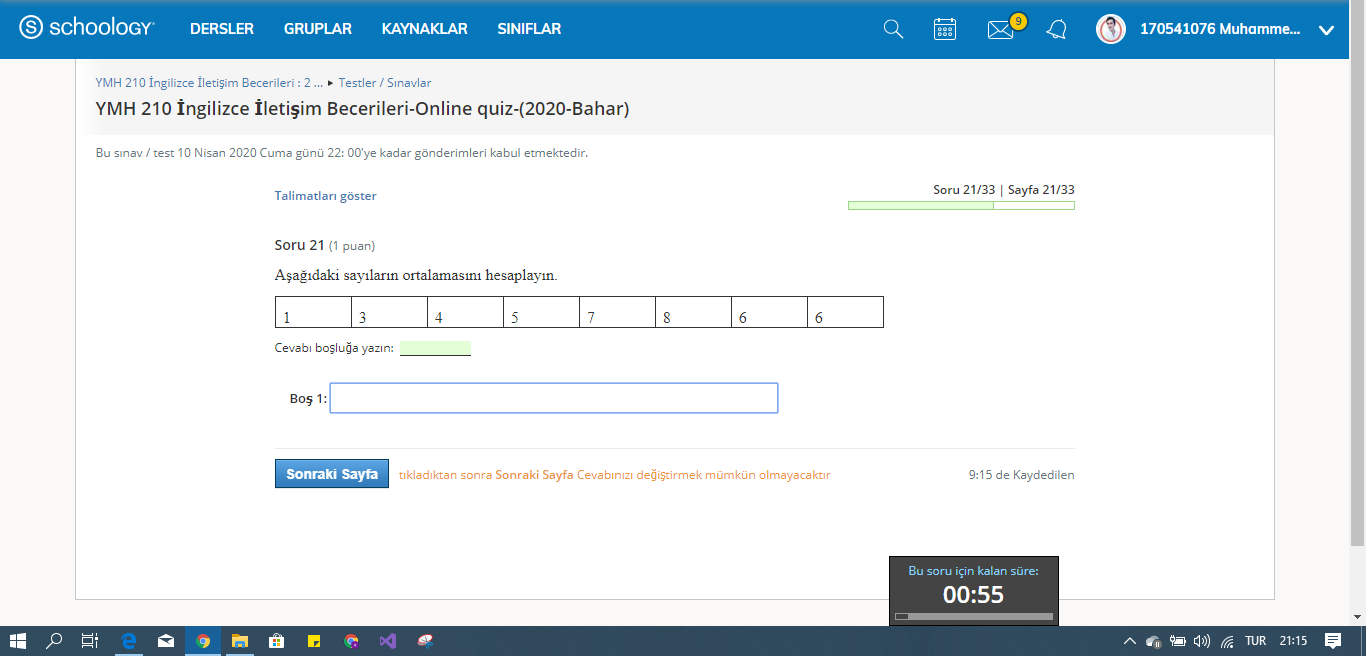 schoology
DERSLER
GRUPLAR
KAYNAKLAR
SINIFLAR
9
170541076 Muhamme...
YMH 210 İngilizce İletişim Becerileri : 2 ... ▸ Testler / Sınavlar
YMH 210 İngilizce İletişim Becerileri-Online quiz-(2020-Bahar)
Bu sınav / test 10 Nisan 2020 Cuma günü 22: 00'ye kadar gönderimleri kabul etmektedir.
Talimatları göster
Soru 21/33 | Sayfa 21/33
Soru 21 (1 puan)
Aşağıdaki sayıların ortalamasını hesaplayın.
1 3 4 5 7 8 6 6
Cevabı boşluğa yazın:
Boş 1:
Sonraki Sayfa
tıkladıktan sonra Sonraki Sayfa Cevabınızı değiştirmek mümkün olmayacaktır
9:15 de Kaydedilen
Bu soru için kalan süre:
00:55
TUR
21:15